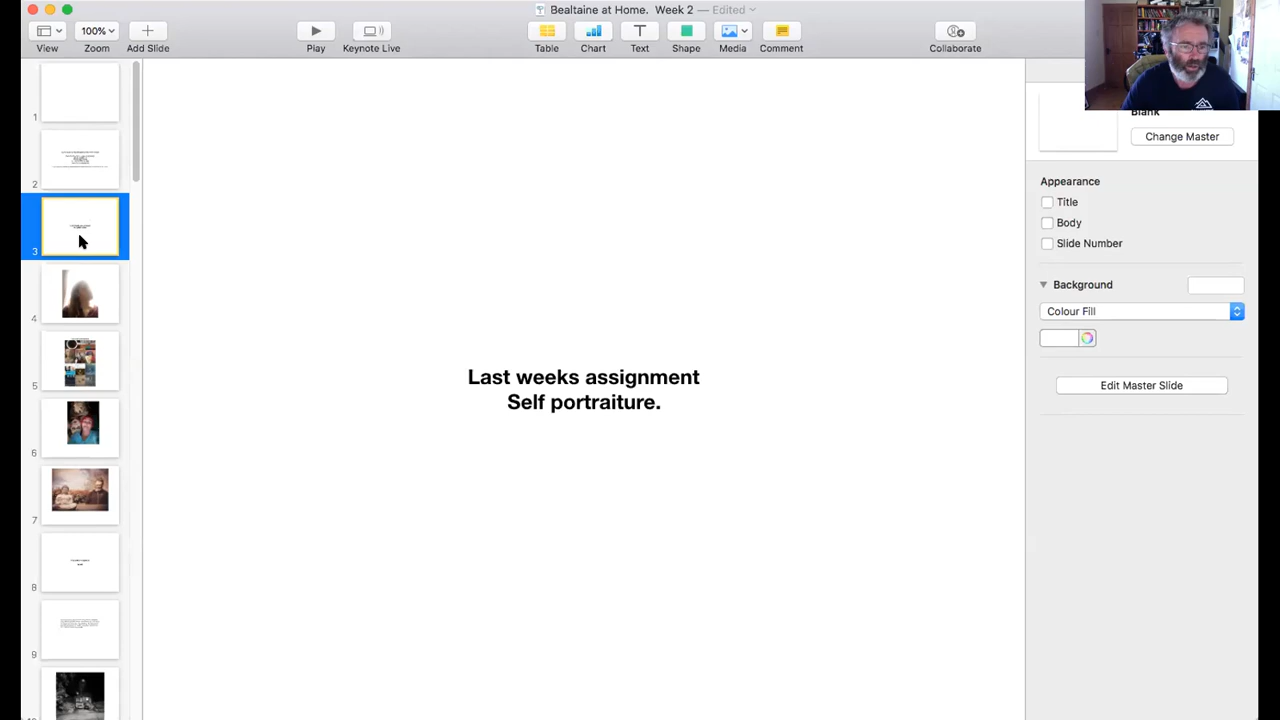 Bealtaine at Home. Week 2 — Edited
100%
View
Zoom
Add Slide
Play
Keynote Live
Table
Chart
Text
Shape
Media
Comment
Collaborate
Blank
Change Master
Appearance
Title
Body
Slide Number
Background
Colour Fill
Edit Master Slide
1
2
3
4
5
6
7
8
9
Last weeks assignment
Self portraiture.